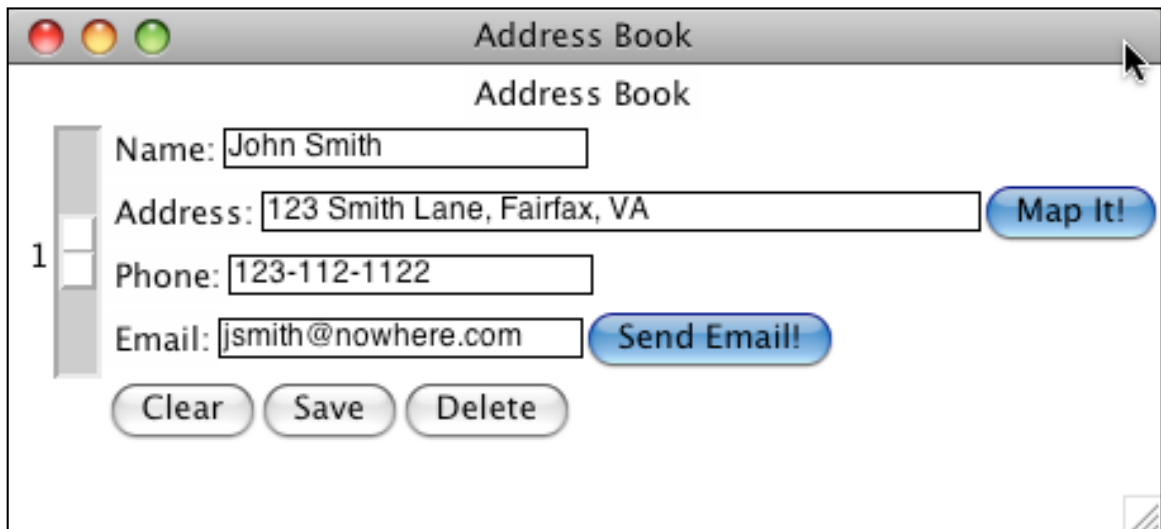 Address Book
Address Book
Name: John Smith
Address: 123 Smith Lane, Fairfax, VA Map It!
1
Phone: 123-112-1122
Email: jsmith@nowhere.com Send Email!
Clear Save Delete